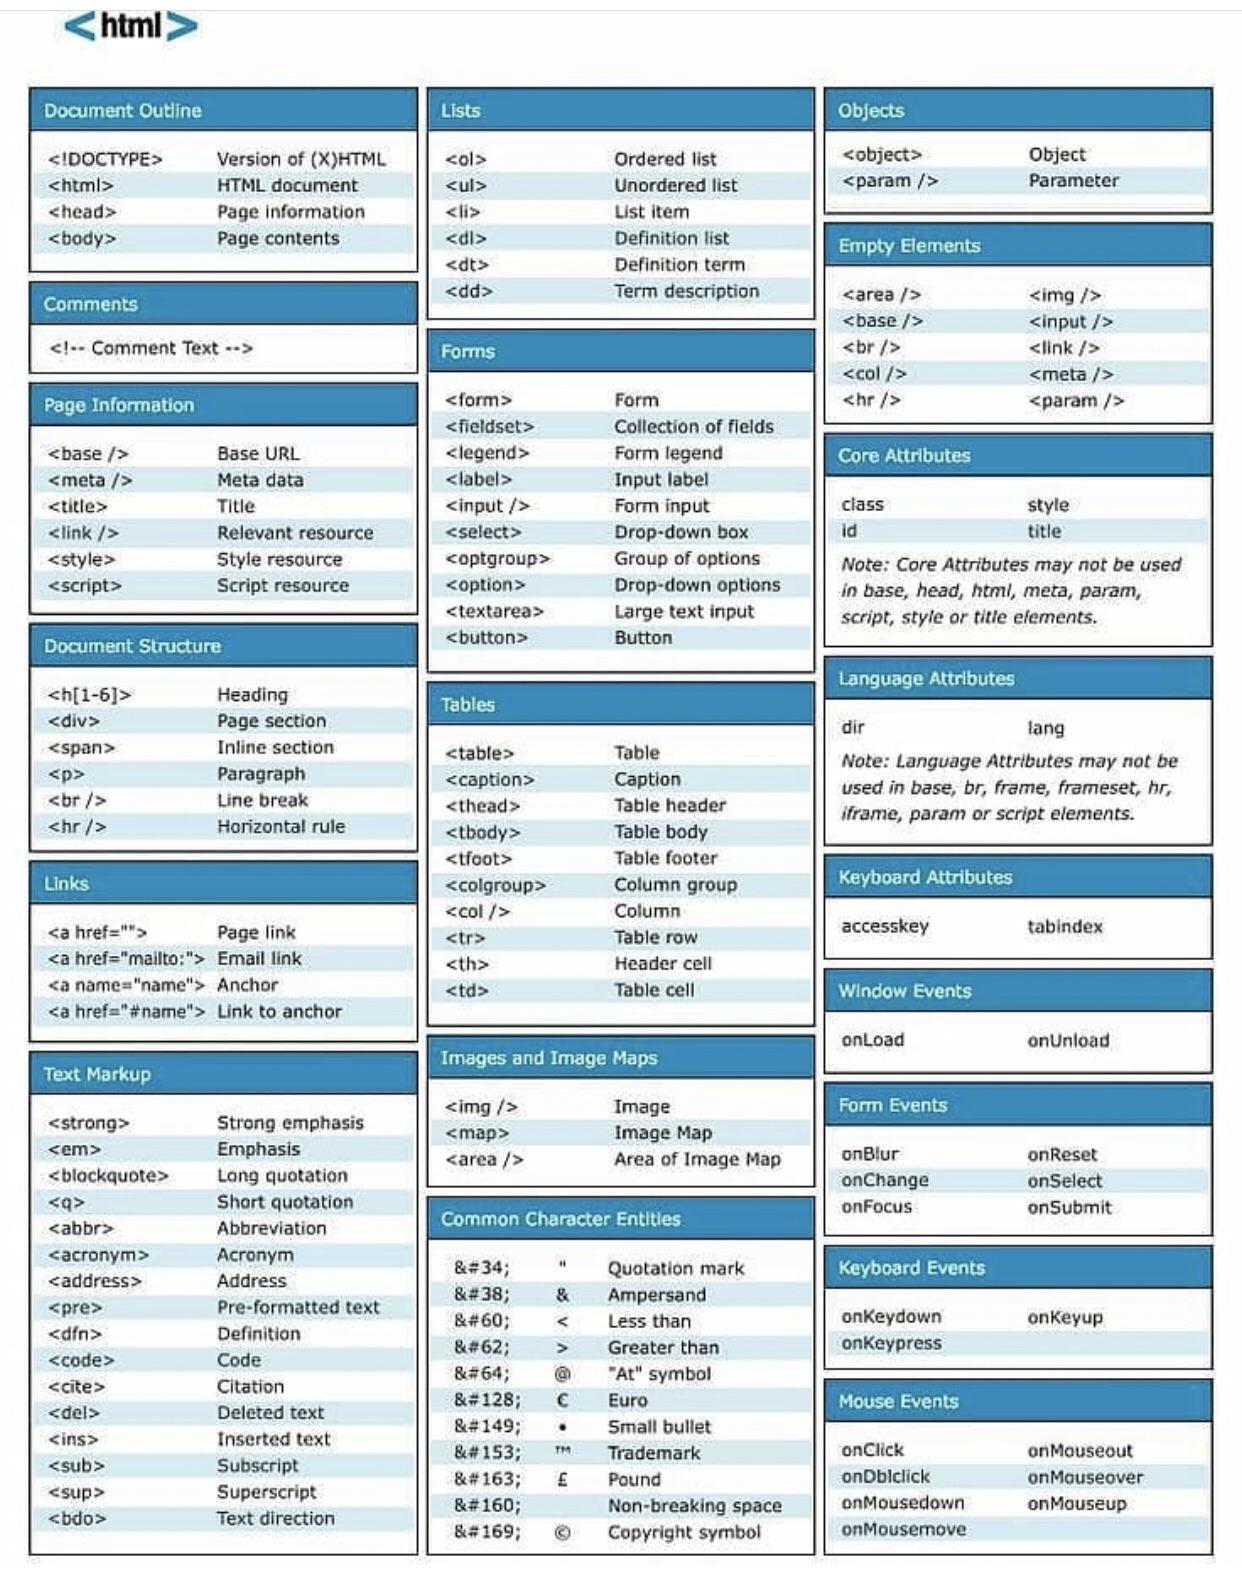 <html>
Document Outline
<!DOCTYPE> Version of (X)HTML
<html> HTML document
<head> Page information
<body> Page contents
Comments
<!-- Comment Text -->
Page Information
<base /> Base URL
<meta /> Meta data
<title> Title
<link /> Relevant resource
<style> Style resource
<script> Script resource
Document Structure
<h[1-6]> Heading
<div> Page section
<span> Inline section
<p> Paragraph
<br /> Line break
<hr /> Horizontal rule
Links
<a href=""> Page link
<a href="mailto:"> Email link
<a name="name"> Anchor
<a href="#name"> Link to anchor
Text Markup
<strong> Strong emphasis
<em> Emphasis
<blockquote> Long quotation
<q> Short quotation
<abbr> Abbreviation
<acronym> Acronym
<address> Address
<pre> Pre-formatted text
<dfn> Definition
<code> Code
<cite> Citation
<del> Deleted text
<ins> Inserted text
<sub> Subscript
<sup> Superscript
<bdo> Text direction
Lists
<ol> Ordered list
<ul> Unordered list
<li> List item
<dl> Definition list
<dt> Definition term
<dd> Term description
Forms
<form> Form
<fieldset> Collection of fields
<legend> Form legend
<label> Input label
<input /> Form input
<select> Drop-down box
<optgroup> Group of options
<option> Drop-down options
<textarea> Large text input
<button> Button
Tables
<table> Table
<caption> Caption
<thead> Table header
<tbody> Table body
<tfoot> Table footer
<colgroup> Column group
<col /> Column
<tr> Table row
<th> Header cell
<td> Table cell
Images and Image Maps
<img /> Image
<map> Image Map
<area /> Area of Image Map
Common Character Entities
&#34; " Quotation mark
&#38; & Ampersand
&#60; < Less than
&#62; > Greater than
&#64; @ "At" symbol
&#128; € Euro
&#149; • Small bullet
&#153; ™ Trademark
&#163; £ Pound
&#160; Non-breaking space
&#169; © Copyright symbol
Objects
<object> Object
<param /> Parameter
Empty Elements
<area /> <img />
<base /> <input />
<br /> <link />
<col /> <meta />
<hr /> <param />
Core Attributes
class style
id title
Note: Core Attributes may not be used
in base, head, html, meta, param,
script, style or title elements.
Language Attributes
dir lang
Note: Language Attributes may not be
used in base, br, frame, frameset, hr,
iframe, param or script elements.
Keyboard Attributes
accesskey tabindex
Window Events
onLoad onUnload
Form Events
onBlur onReset
onChange onSelect
onFocus onSubmit
Keyboard Events
onKeydown onKeyup
onKeypress
Mouse Events
onClick onMouseout
onDblclick onMouseover
onMousedown onMouseup
onMousemove